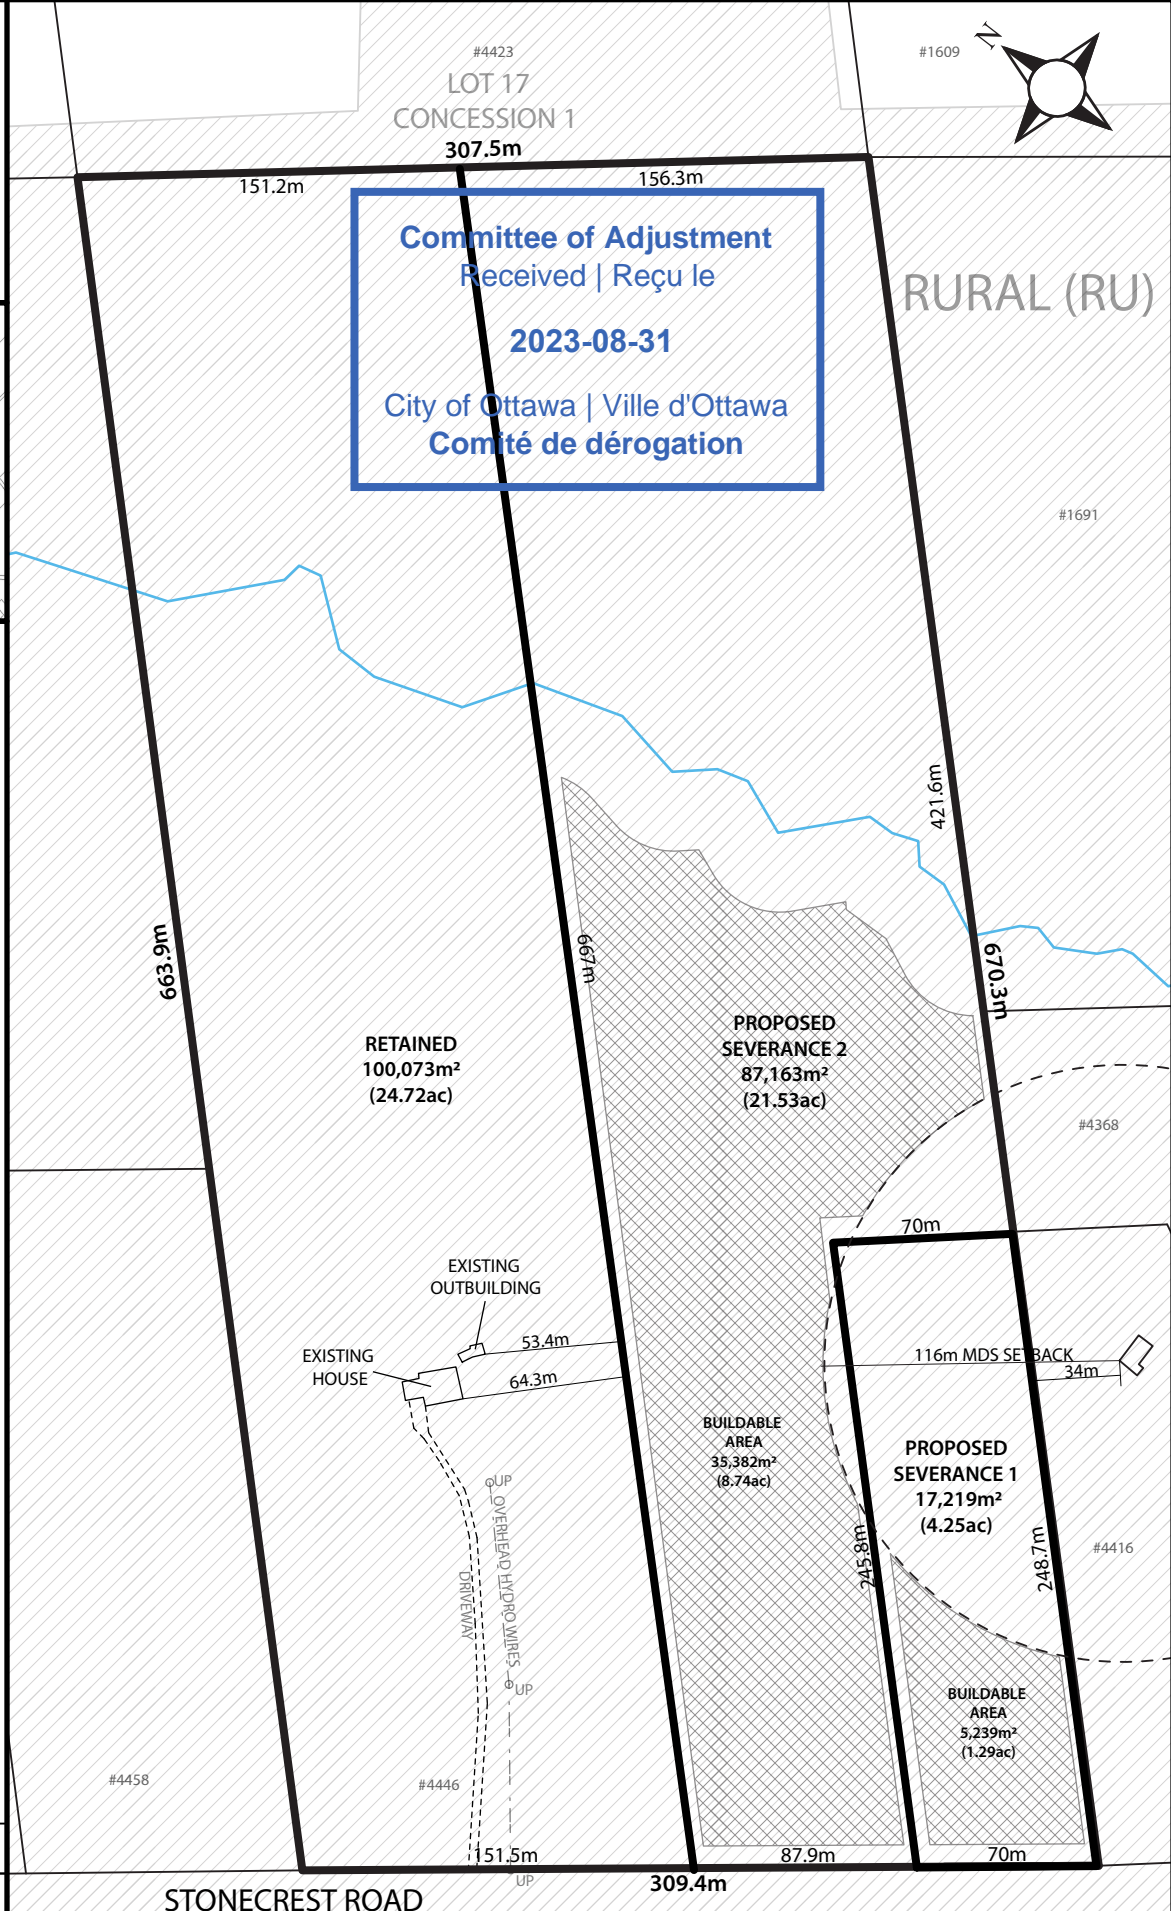 N
#4423
#1609
LOT 17
CONCESSION 1
307.5m
151.2m
156.3m
Committee of Adjustment
Received | Reçu le
2023-08-31
City of Ottawa | Ville d'Ottawa
Comité de dérogation
RURAL (RU)
#1691
421.6m
663.9m
667m
670.3m
RETAINED
100,073m²
(24.72ac)
PROPOSED
SEVERANCE 2
87,163m²
(21.53ac)
#4368
70m
EXISTING
OUTBUILDING
53.4m
EXISTING
HOUSE
64.3m
116m MDS SETBACK
34m
BUILDABLE
AREA
35,382m²
(8.74ac)
PROPOSED
SEVERANCE 1
17,219m²
(4.25ac)
UP
OVERHEAD HYDRO WIRES
DRIVEWAY
245.8m
248.7m
#4416
UP
BUILDABLE
AREA
5,239m²
(1.29ac)
#4458
#4446
151.5m
87.9m
70m
UP
309.4m
STONECREST ROAD